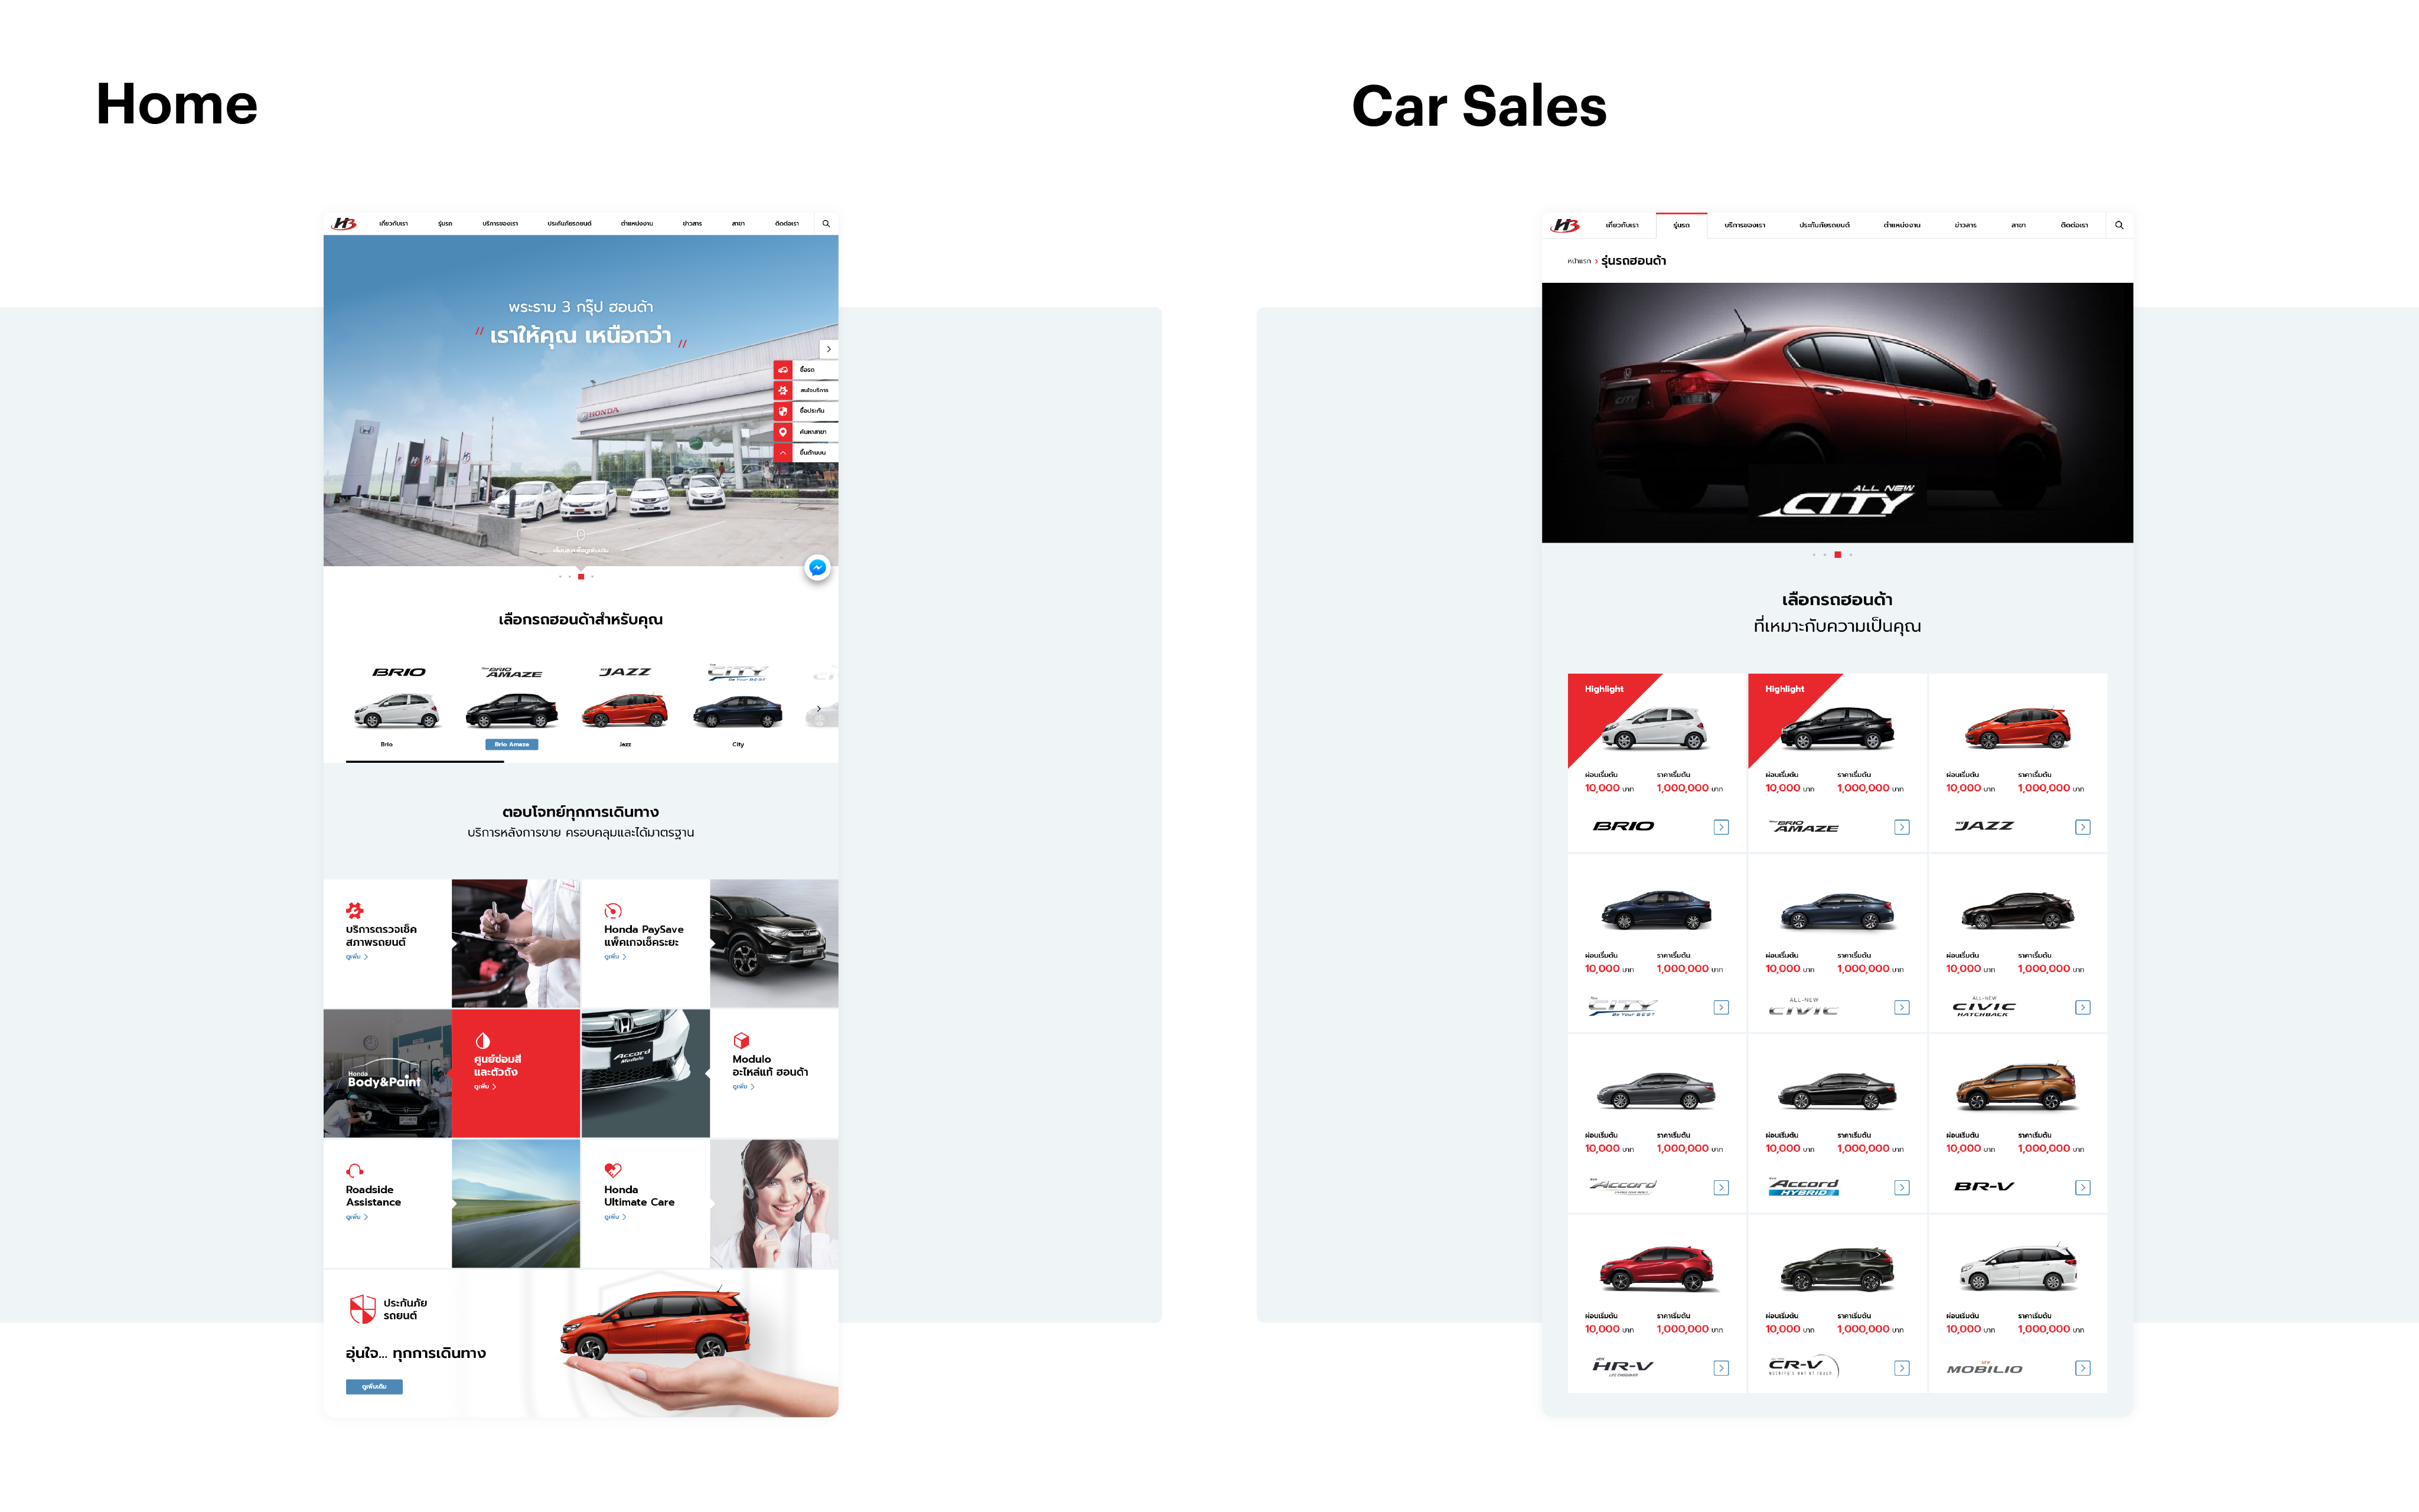 Home
Car Sales
H3
เกี่ยวกับเรา รุ่นรถ บริการของเรา ประกันภัยรถยนต์ ตำแหน่งงาน ข่าวสาร สาขา ติดต่อเรา
พระราม 3 กรุ๊ป ฮอนด้า
" เราให้คุณ เหนือกว่า "
ซื้อรถ
สนใจบริการ
ซื้อประกัน
ค้นหาสาขา
ขึ้นด้านบน
HONDA
เลือกรถฮอนด้าสำหรับคุณ
BRIO
BRIO AMAZE
JAZZ
CITY
Brio
Brio Amaze
Jazz
City
ตอบโจทย์ทุกการเดินทาง
บริการหลังการขาย ครอบคลุมและได้มาตรฐาน
บริการตรวจเช็ค
สภาพรถยนต์
ดูเพิ่ม
Honda PaySave
แพ็คเกจเช็คระยะ
ดูเพิ่ม
Honda
Body&Paint
ศูนย์ซ่อมสี
และตัวถัง
ดูเพิ่ม
Accord
Modulo
Modulo
อะไหล่แท้ ฮอนด้า
ดูเพิ่ม
Roadside
Assistance
ดูเพิ่ม
Honda
Ultimate Care
ดูเพิ่ม
ประกันภัย
รถยนต์
อุ่นใจ... ทุกการเดินทาง
ดูเพิ่มเติม
H3
เกี่ยวกับเรา รุ่นรถ บริการของเรา ประกันภัยรถยนต์ ตำแหน่งงาน ข่าวสาร สาขา ติดต่อเรา
หน้าแรก › รุ่นรถฮอนด้า
CITY
ALL NEW
CITY
เลือกรถฮอนด้า
ที่เหมาะกับความเป็นคุณ
Highlight Highlight
ผ่อนเริ่มต้น ราคาเริ่มต้น ผ่อนเริ่มต้น ราคาเริ่มต้น ผ่อนเริ่มต้น ราคาเริ่มต้น
10,000 บาท 1,000,000 บาท 10,000 บาท 1,000,000 บาท 10,000 บาท 1,000,000 บาท
BRIO BRIO AMAZE JAZZ
ผ่อนเริ่มต้น ราคาเริ่มต้น ผ่อนเริ่มต้น ราคาเริ่มต้น ผ่อนเริ่มต้น ราคาเริ่มต้น
10,000 บาท 1,000,000 บาท 10,000 บาท 1,000,000 บาท 10,000 บาท 1,000,000 บาท
CITY Be Your BEST ALL-NEW CIVIC ALL-NEW CIVIC HATCHBACK
ผ่อนเริ่มต้น ราคาเริ่มต้น ผ่อนเริ่มต้น ราคาเริ่มต้น ผ่อนเริ่มต้น ราคาเริ่มต้น
10,000 บาท 1,000,000 บาท 10,000 บาท 1,000,000 บาท 10,000 บาท 1,000,000 บาท
Accord Accord HYBRID BR-V
ผ่อนเริ่มต้น ราคาเริ่มต้น ผ่อนเริ่มต้น ราคาเริ่มต้น ผ่อนเริ่มต้น ราคาเริ่มต้น
10,000 บาท 1,000,000 บาท 10,000 บาท 1,000,000 บาท 10,000 บาท 1,000,000 บาท
HR-V CR-V MOBILIO